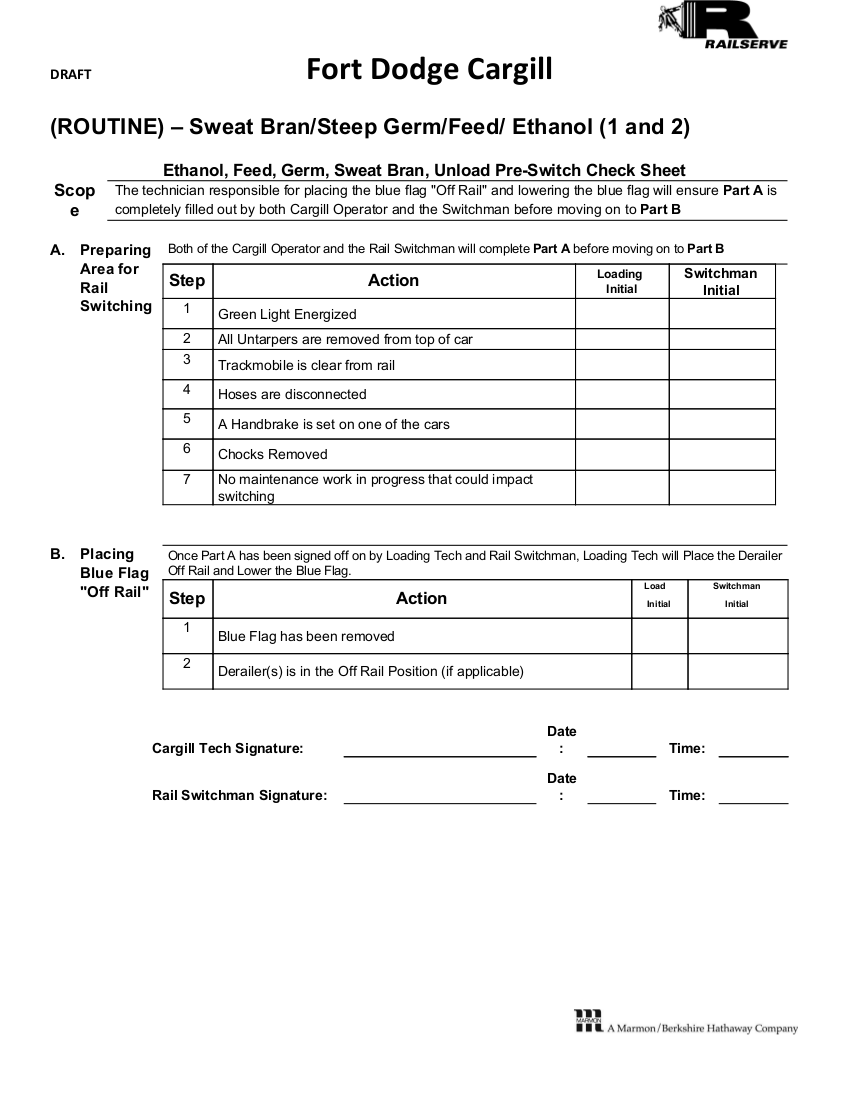 RAILSERVE
DRAFT
Fort Dodge Cargill
(ROUTINE) – Sweat Bran/Steep Germ/Feed/ Ethanol (1 and 2)
Ethanol, Feed, Germ, Sweat Bran, Unload Pre-Switch Check Sheet
Scop
e
The technician responsible for placing the blue flag "Off Rail" and lowering the blue flag will ensure Part A is
completely filled out by both Cargill Operator and the Switchman before moving on to Part B
A. Preparing
Area for
Rail
Switching
Both of the Cargill Operator and the Rail Switchman will complete Part A before moving on to Part B
Step Action Loading Initial Switchman Initial
1 Green Light Energized
2 All Untarpers are removed from top of car
3 Trackmobile is clear from rail
4 Hoses are disconnected
5 A Handbrake is set on one of the cars
6 Chocks Removed
7 No maintenance work in progress that could impact
switching
B. Placing
Blue Flag
"Off Rail"
Once Part A has been signed off on by Loading Tech and Rail Switchman, Loading Tech will Place the Derailer
Off Rail and Lower the Blue Flag.
Step Action Load Initial Switchman Initial
1 Blue Flag has been removed
2 Derailer(s) is in the Off Rail Position (if applicable)
Cargill Tech Signature: Date : Time:
Rail Switchman Signature: Date : Time:
MARMON
A Marmon/Berkshire Hathaway Company